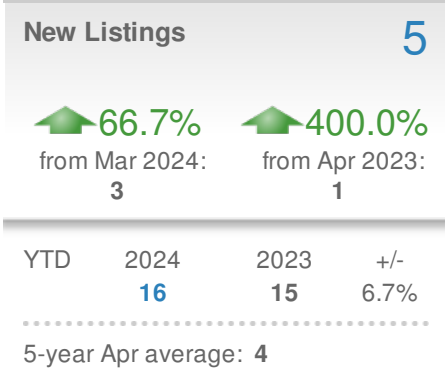 New Listings 5
66.7% 400.0%
from Mar 2024: from Apr 2023:
3 1
YTD 2024 2023 +/-
16 15 6.7%
5-year Apr average: 4